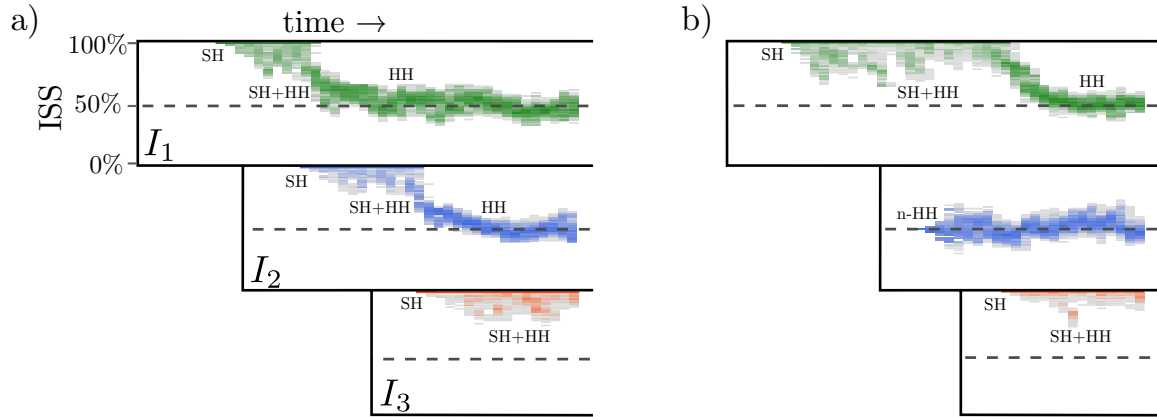 a)
time →
b)
100%
SH
SH
HH
HH
SH+HH
SH+HH
50%
ISS
I₁
0%
SH
SH+HH
HH
n-HH
I₂
SH
SH
SH+HH
SH+HH
I₃